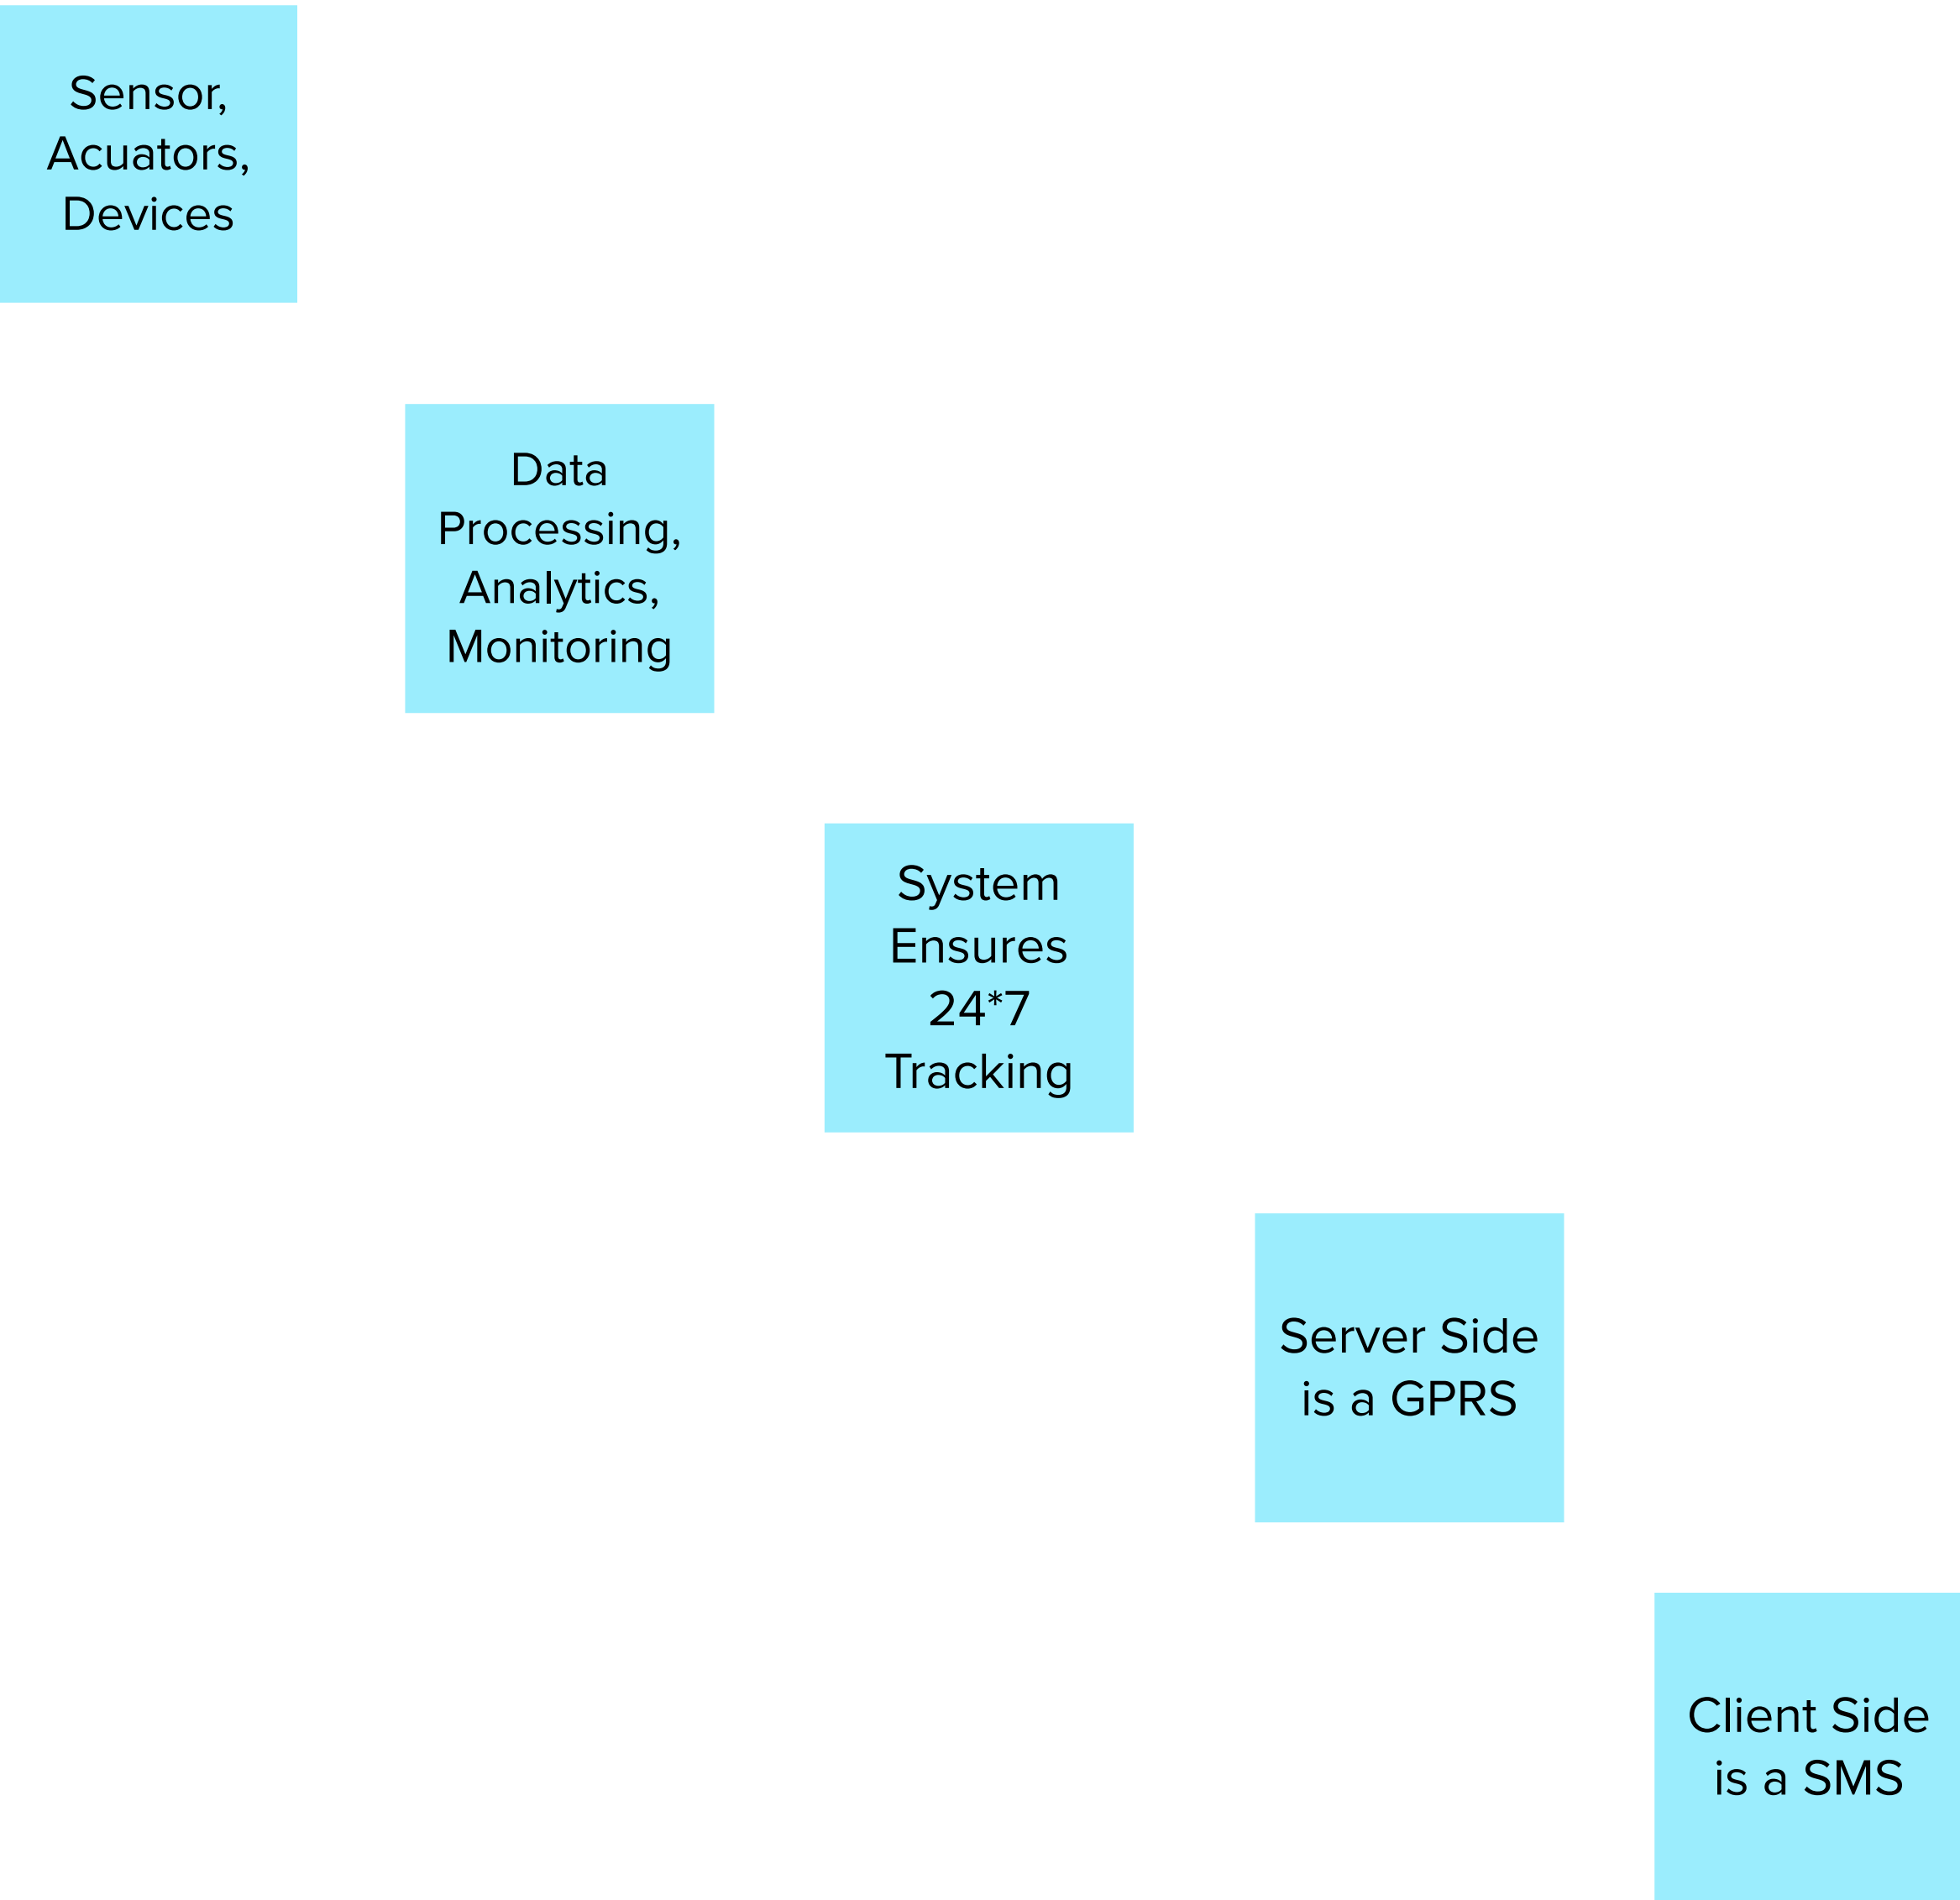 Sensor,
Acuators,
Devices
Data
Processing,
Analytics,
Monitoring
System
Ensures
24*7
Tracking
Server Side
is a GPRS
Client Side
is a SMS